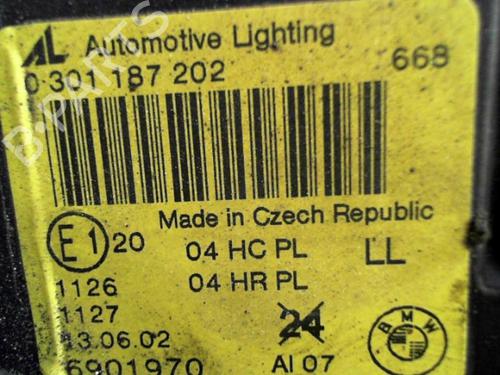 AL Automotive Lighting
0 301 187 202 668
B-PARTS
Made in Czech Republic
E1 20 04 HC PL LL
1126 04 HR PL
1127
13.06.02 24
6901970 AI 07
BMW